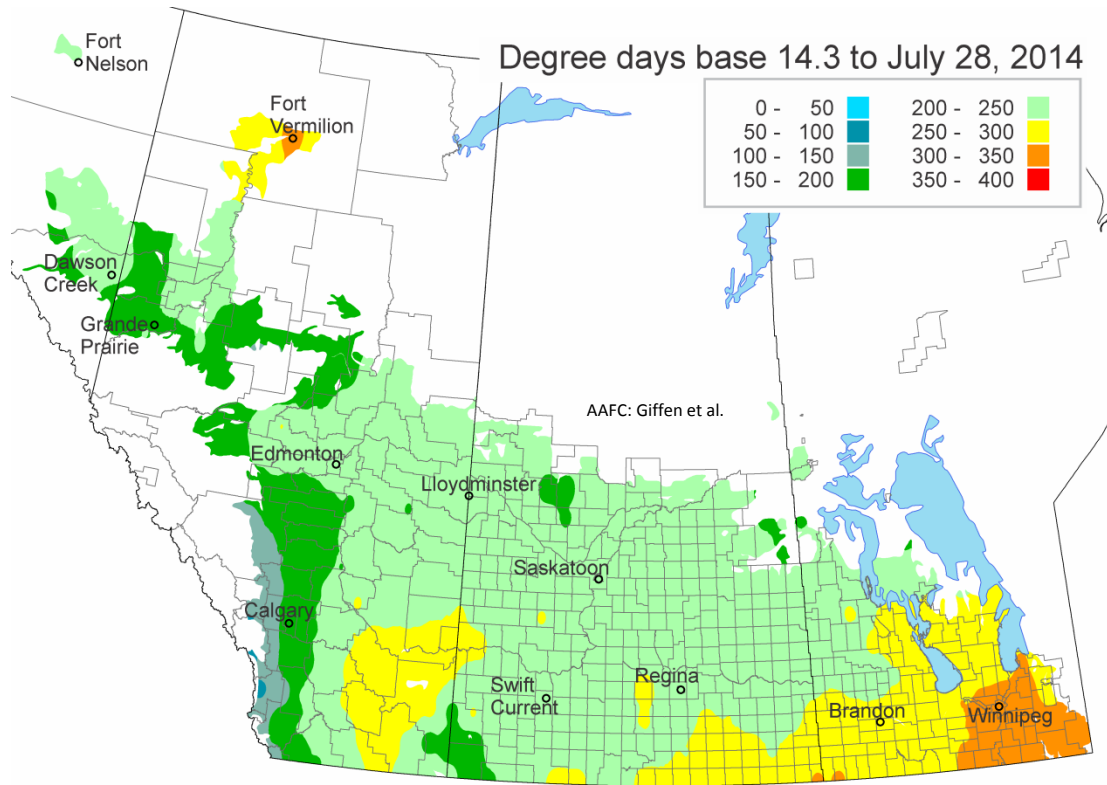 Degree days base 14.3 to July 28, 2014
0 - 50
50 - 100
100 - 150
150 - 200
200 - 250
250 - 300
300 - 350
350 - 400
Fort
Nelson
Fort
Vermilion
Dawson
Creek
Grande
Prairie
AAFC: Giffen et al.
Edmonton
Lloydminster
Saskatoon
Calgary
Swift
Current
Regina
Brandon
Winnipeg